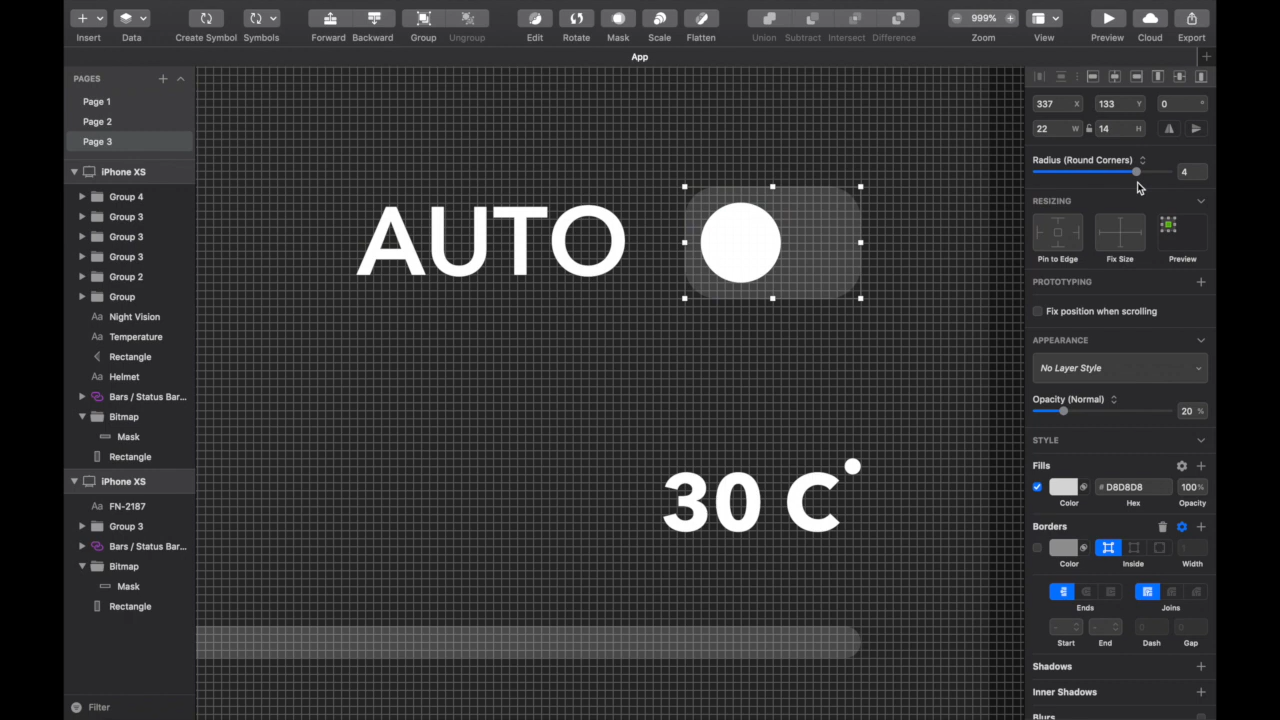 Insert Data Create Symbol Symbols Forward Backward Group Ungroup Edit Rotate Mask Scale Flatten Union Subtract Intersect Difference 999% Zoom View Preview Cloud Export
App
PAGES
Page 1
Page 2
Page 3
iPhone XS
Group 4
Group 3
Group 3
Group 3
Group 2
Group
Aa Night Vision
Aa Temperature
Rectangle
Aa Helmet
Bars / Status Bar...
Bitmap
Mask
Rectangle
iPhone XS
Aa FN-2187
Group 3
Bars / Status Bar...
Bitmap
Mask
Rectangle
Filter
AUTO
30 C°
337 X 133 Y 0 °
22 W 14 H
Radius (Round Corners)
4
RESIZING
Pin to Edge Fix Size Preview
PROTOTYPING
Fix position when scrolling
APPEARANCE
No Layer Style
Opacity (Normal)
20 %
STYLE
Fills
# D8D8D8 100%
Color Hex Opacity
Borders
Color Inside Width
Ends Joins
Start End Dash Gap
Shadows
Inner Shadows
Blurs